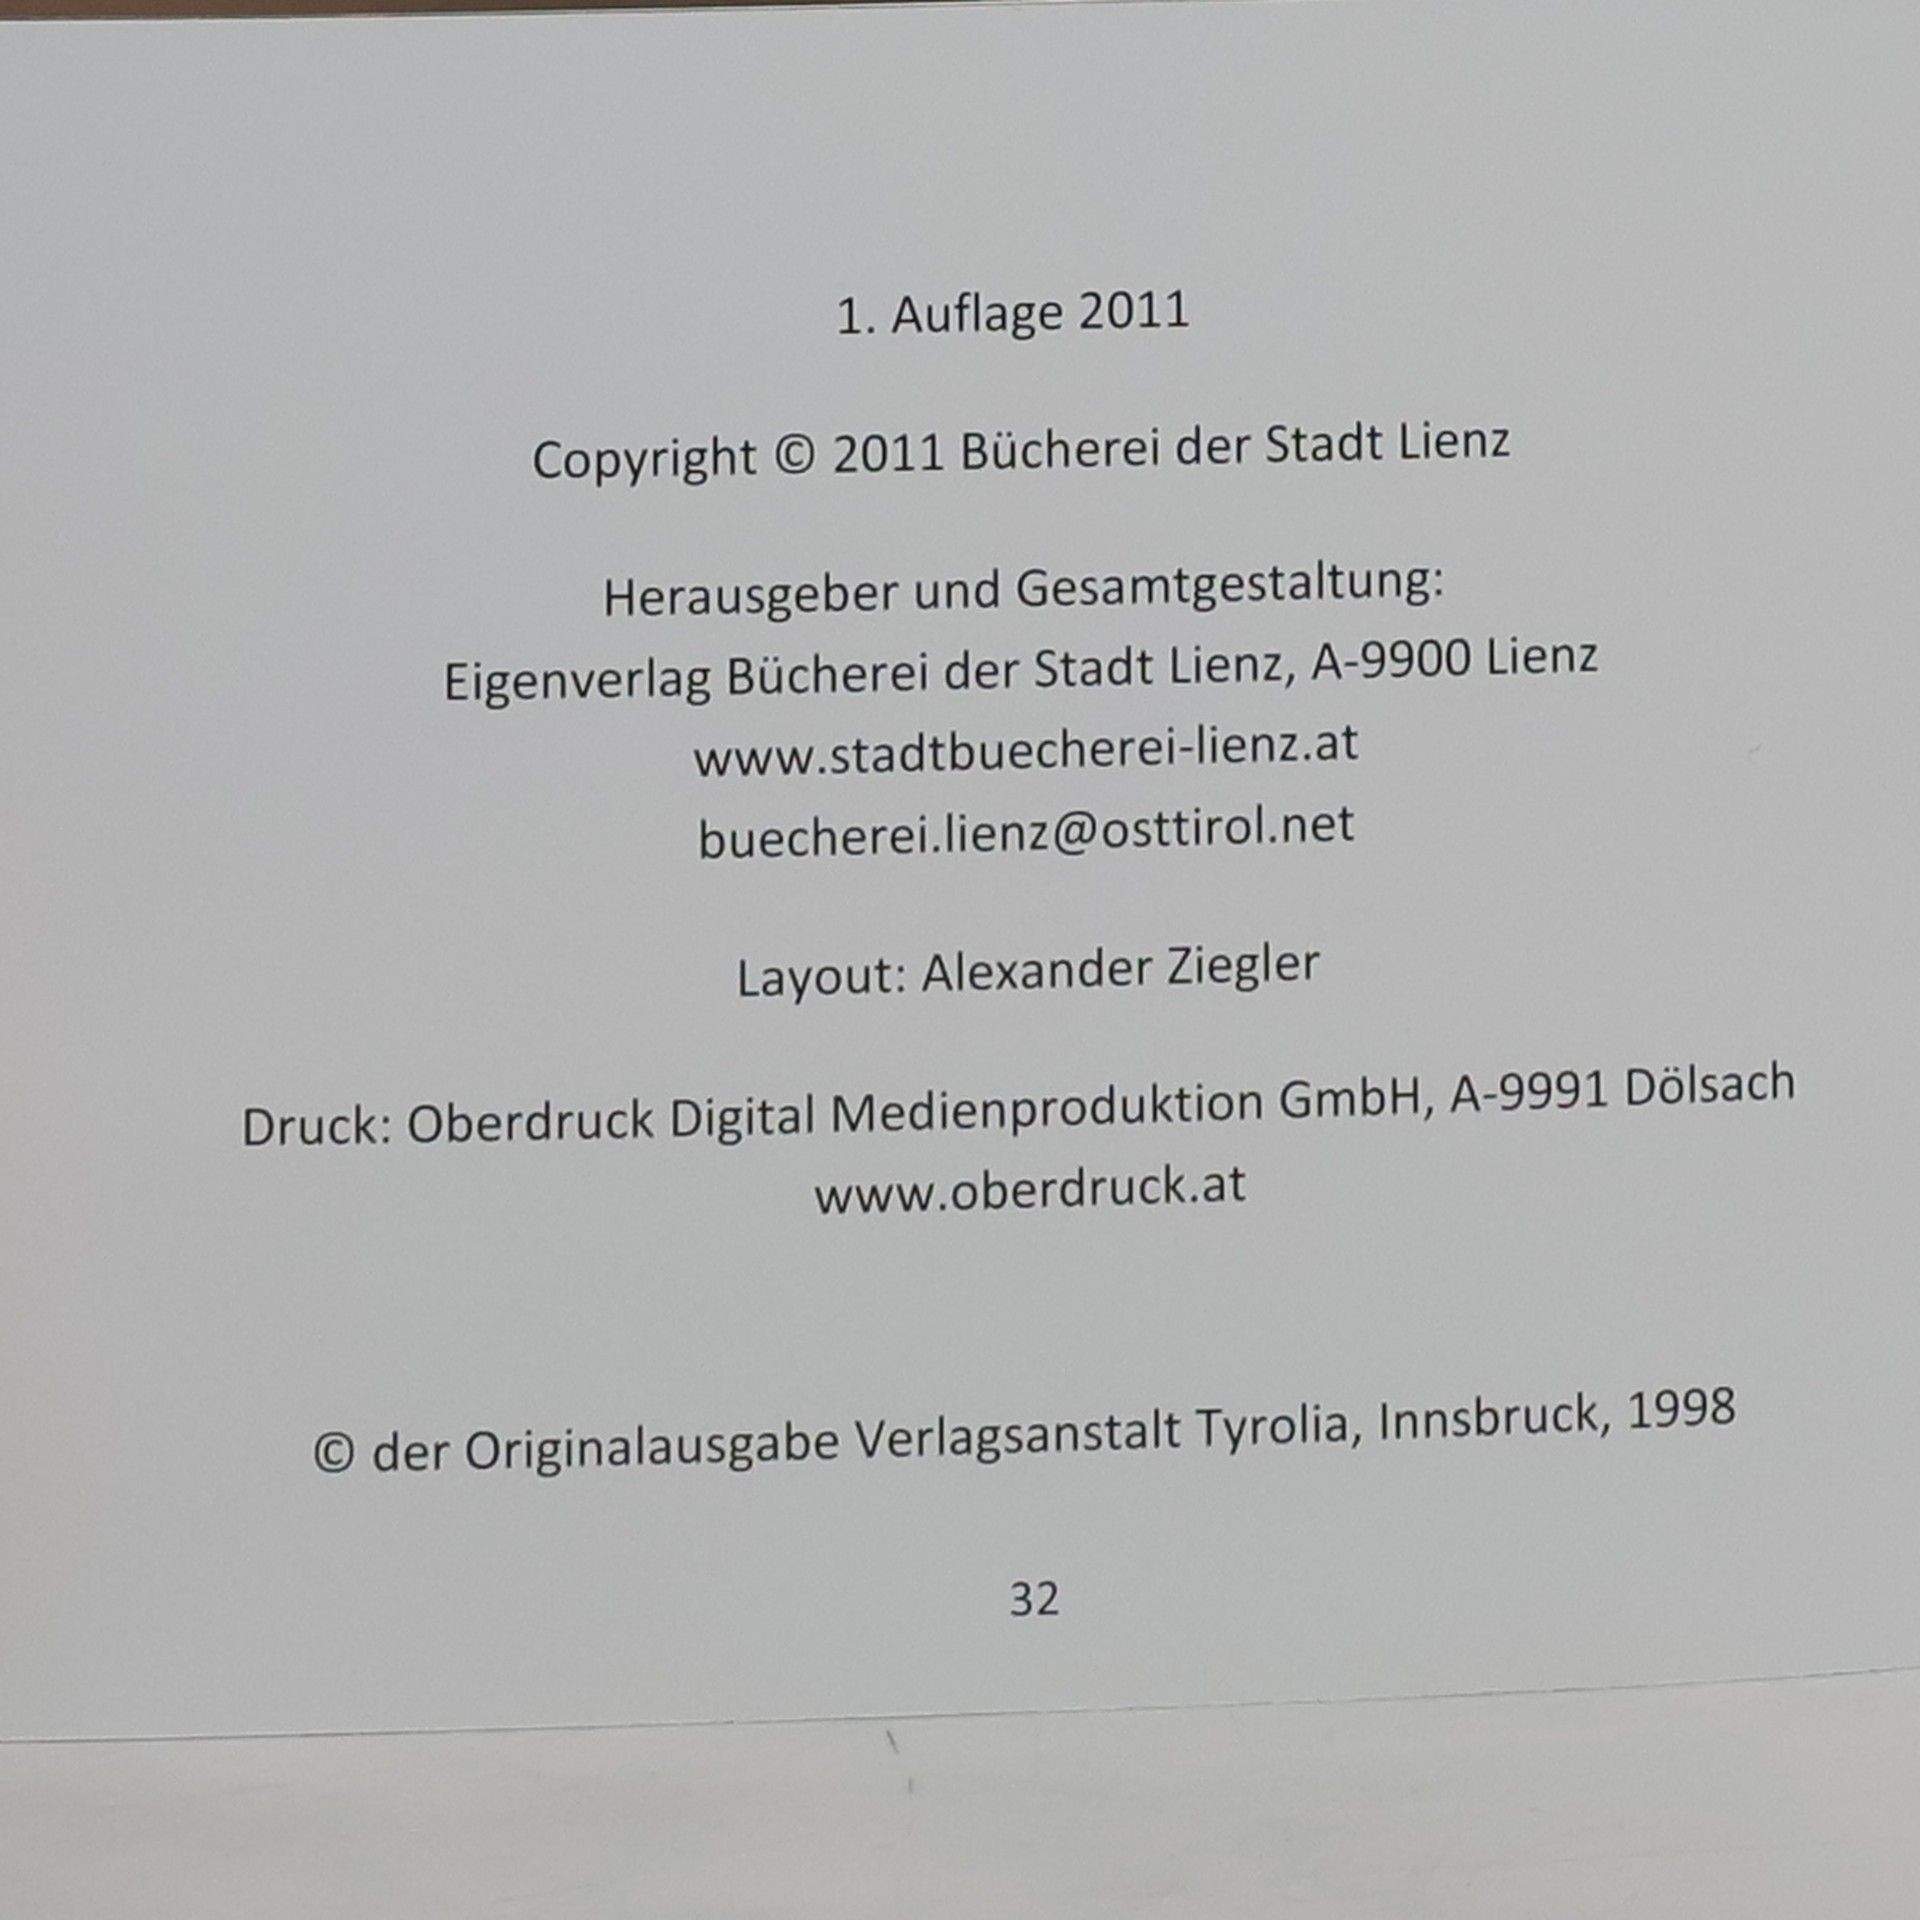 1. Auflage 2011
Copyright © 2011 Bücherei der Stadt Lienz
Herausgeber und Gesamtgestaltung:
Eigenverlag Bücherei der Stadt Lienz, A-9900 Lienz
www.stadtbuecherei-lienz.at
buecherei.lienz@osttirol.net
Layout: Alexander Ziegler
Druck: Oberdruck Digital Medienproduktion GmbH, A-9991 Dölsach
www.oberdruck.at
© der Originalausgabe Verlagsanstalt Tyrolia, Innsbruck, 1998
32